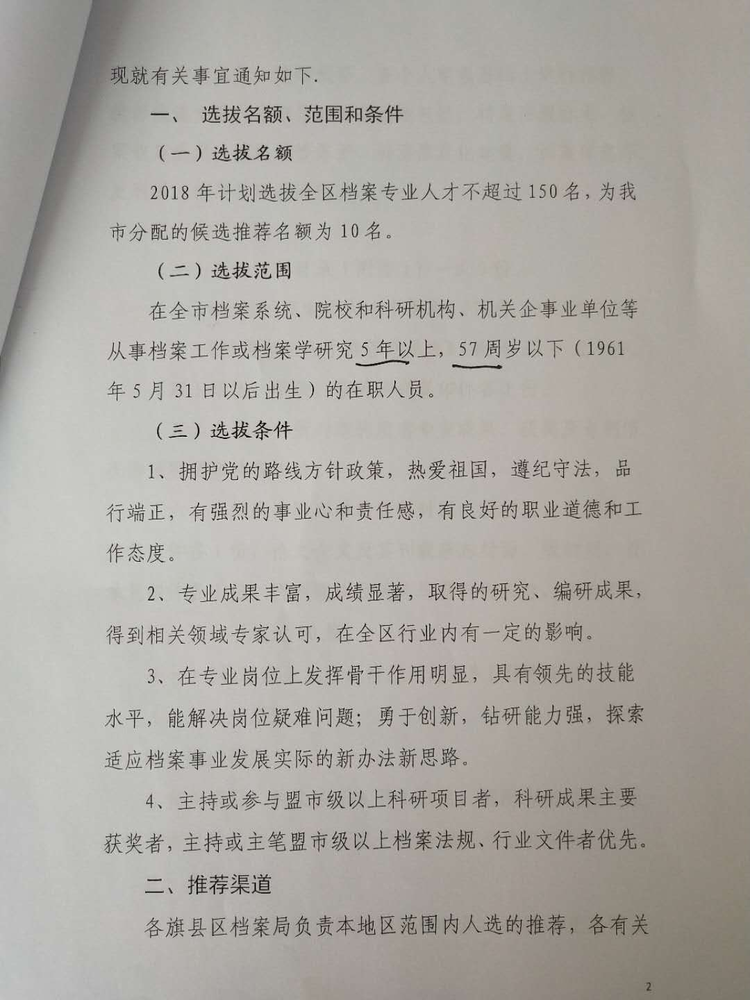 现就有关事宜通知如下.
一、 选拔名额、范围和条件
（一）选拔名额
2018 年计划选拔全区档案专业人才不超过 150 名，为我
市分配的候选推荐名额为 10 名。
（二）选拔范围
在全市档案系统、院校和科研机构、机关企事业单位等
从事档案工作或档案学研究 5 年以上，57 周岁以下（1961
年 5 月 31 日以后出生）的在职人员。
（三）选拔条件
1、拥护党的路线方针政策，热爱祖国，遵纪守法，品
行端正，有强烈的事业心和责任感，有良好的职业道德和工
作态度。
2、专业成果丰富，成绩显著，取得的研究、编研成果，
得到相关领域专家认可，在全区行业内有一定的影响。
3、在专业岗位上发挥骨干作用明显，具有领先的技能
水平，能解决岗位疑难问题；勇于创新，钻研能力强，探索
适应档案事业发展实际的新办法新思路。
4、主持或参与盟市级以上科研项目者，科研成果主要
获奖者，主持或主笔盟市级以上档案法规、行业文件者优先。
二、推荐渠道
各旗县区档案局负责本地区范围内人选的推荐，各有关
2